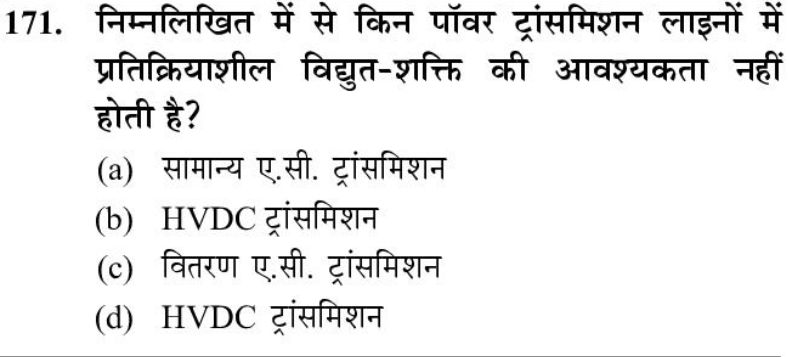 171. निम्नलिखित में से किन पॉवर ट्रांसमिशन लाइनों में
प्रतिक्रियाशील विद्युत-शक्ति की आवश्यकता नहीं
होती है?
(a) सामान्य ए.सी. ट्रांसमिशन
(b) HVDC ट्रांसमिशन
(c) वितरण ए.सी. ट्रांसमिशन
(d) HVDC ट्रांसमिशन